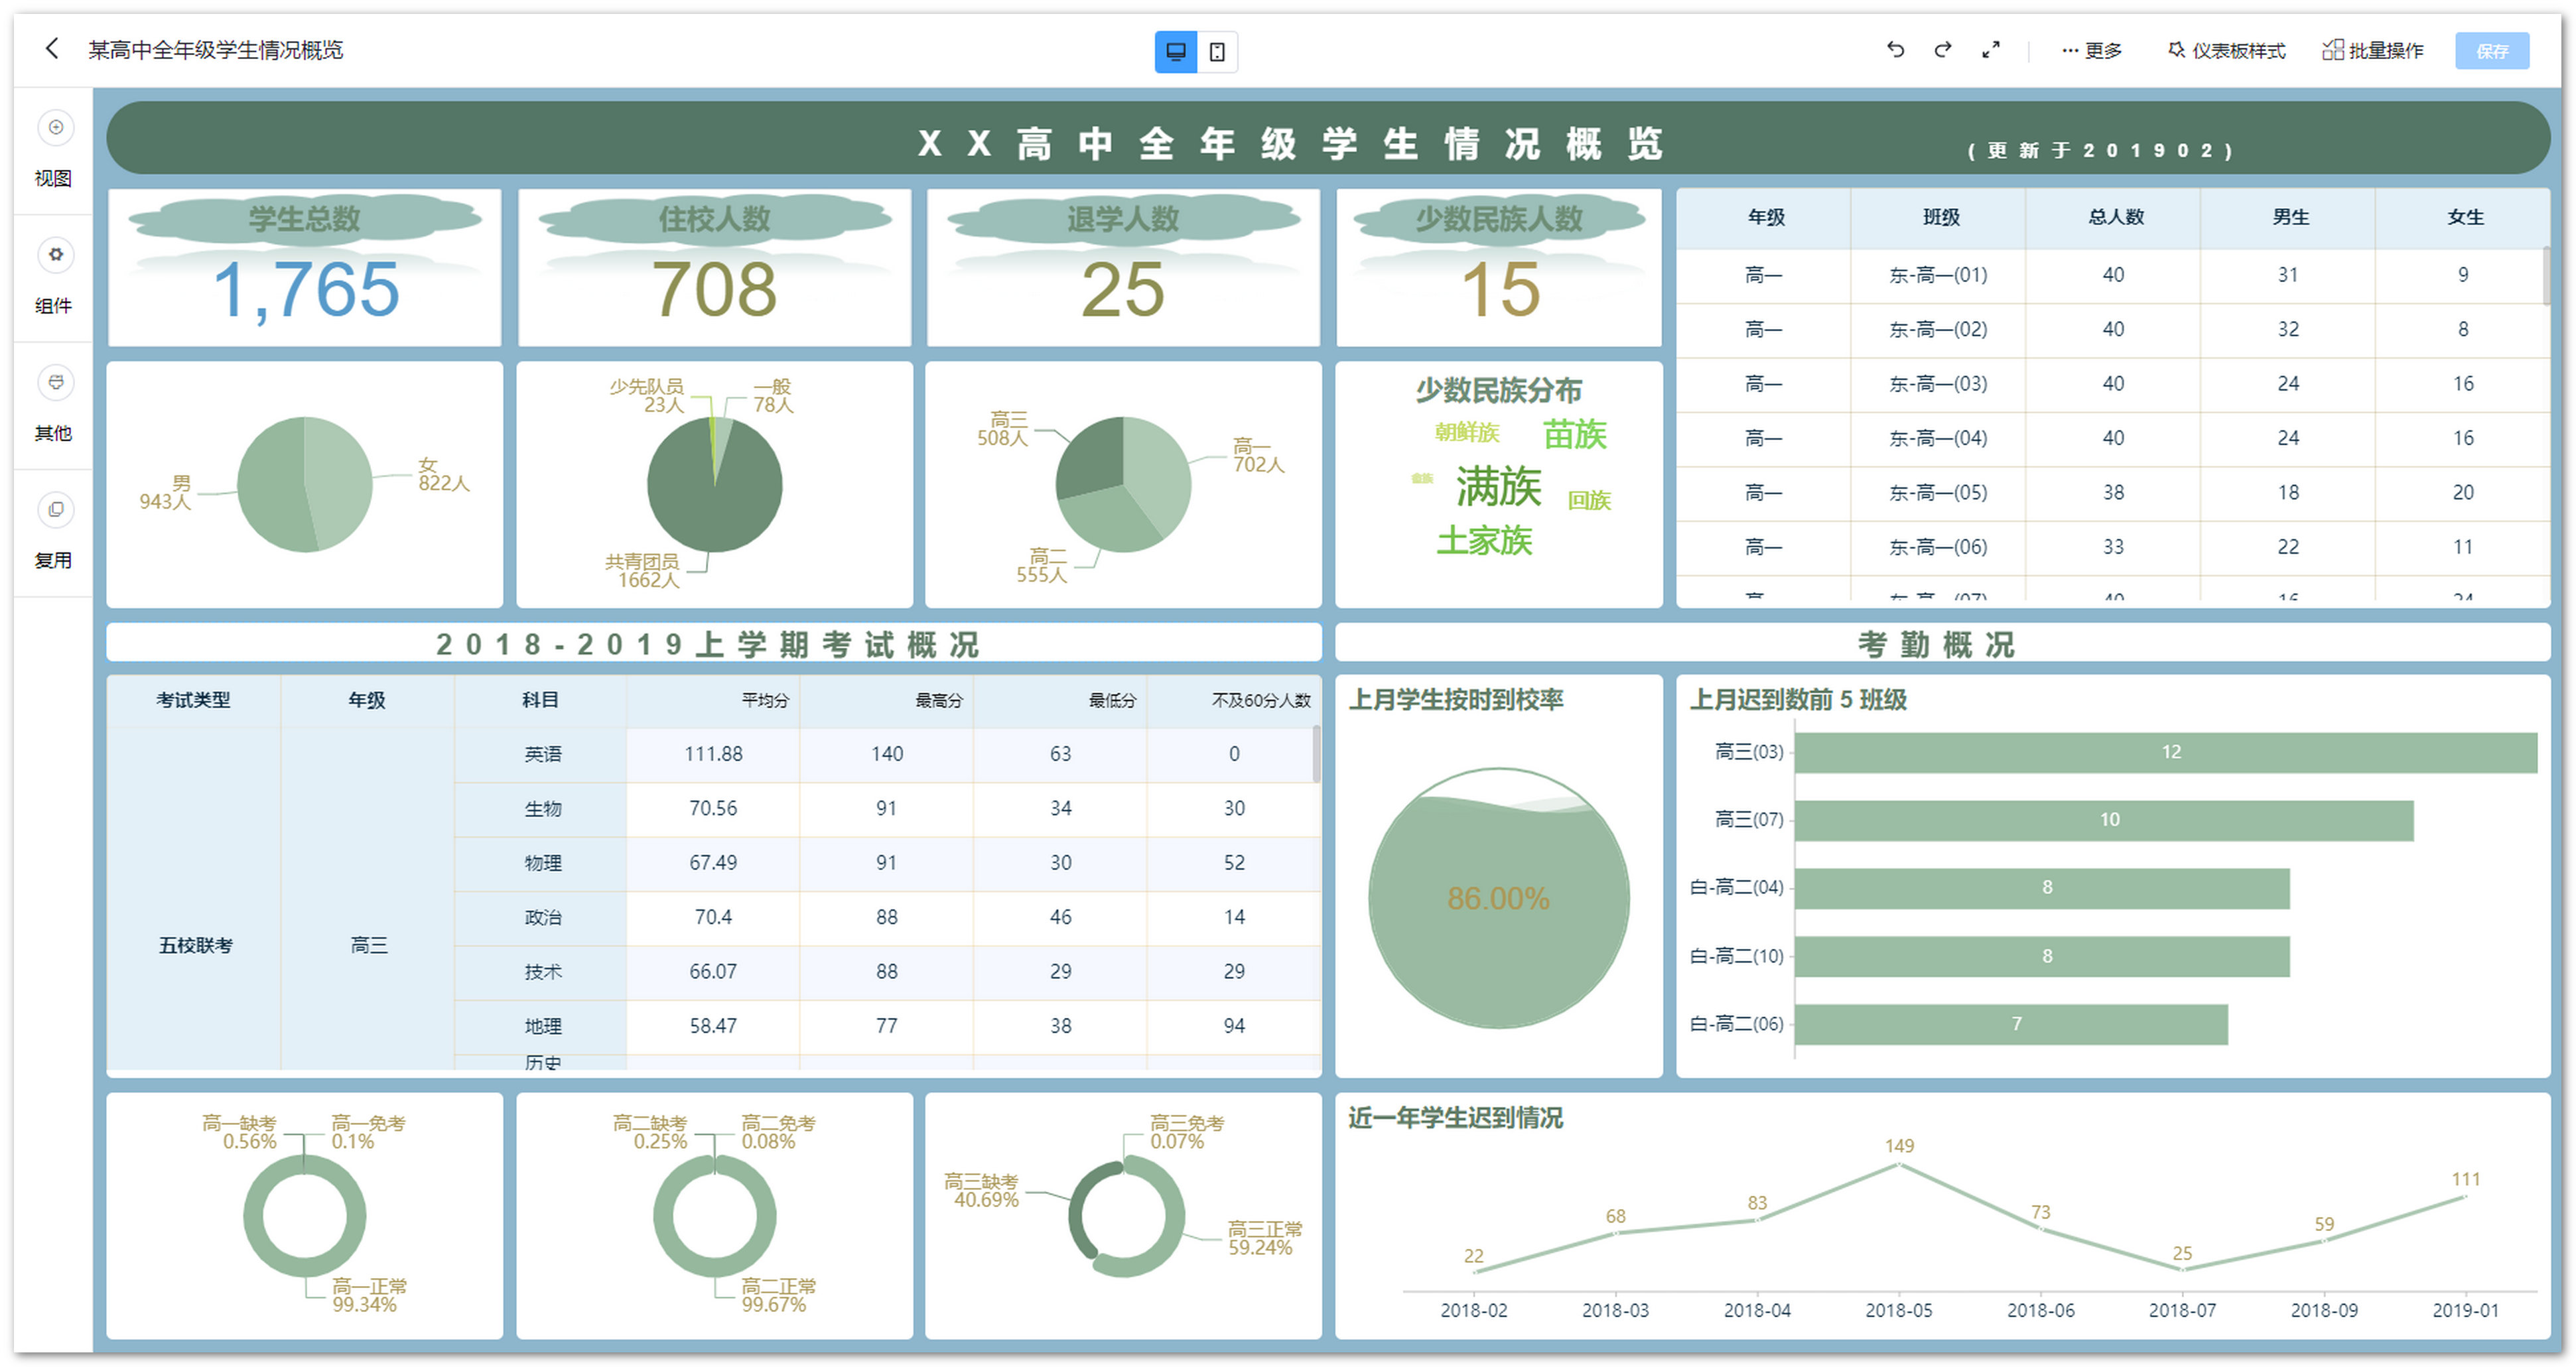 某高中全年级学生情况概览
更多
仪表板样式
批量操作
保存
视图
组件
其他
复用
XX高中全年级学生情况概览
(更新于201902)
学生总数
1,765
住校人数
708
退学人数
25
少数民族人数
15
年级 班级 总人数 男生 女生
高一 东-高一(01) 40 31 9
高一 东-高一(02) 40 32 8
高一 东-高一(03) 40 24 16
高一 东-高一(04) 40 24 16
高一 东-高一(05) 38 18 20
高一 东-高一(06) 33 22 11
高一 东-高一(07) 40 16 24
男
943人
女
822人
少先队员
23人
一般
78人
共青团员
1662人
高三
508人
高一
702人
高二
555人
少数民族分布
朝鲜族
苗族
满族
回族
土家族
2018-2019上学期考试概况
考勤概况
考试类型 年级 科目 平均分 最高分 最低分 不及60分人数
五校联考 高三
英语 111.88 140 63 0
生物 70.56 91 34 30
物理 67.49 91 30 52
政治 70.4 88 46 14
技术 66.07 88 29 29
地理 58.47 77 38 94
历史
上月学生按时到校率
86.00%
上月迟到数前 5 班级
高三(03) 12
高三(07) 10
白-高二(04) 8
白-高二(10) 8
白-高二(06) 7
高一缺考
0.56%
高一免考
0.1%
高一正常
99.34%
高二缺考
0.25%
高二免考
0.08%
高二正常
99.67%
高三免考
0.07%
高三缺考
40.69%
高三正常
59.24%
近一年学生迟到情况
22 68 83 149 73 25 59 111
2018-02 2018-03 2018-04 2018-05 2018-06 2018-07 2018-09 2019-01